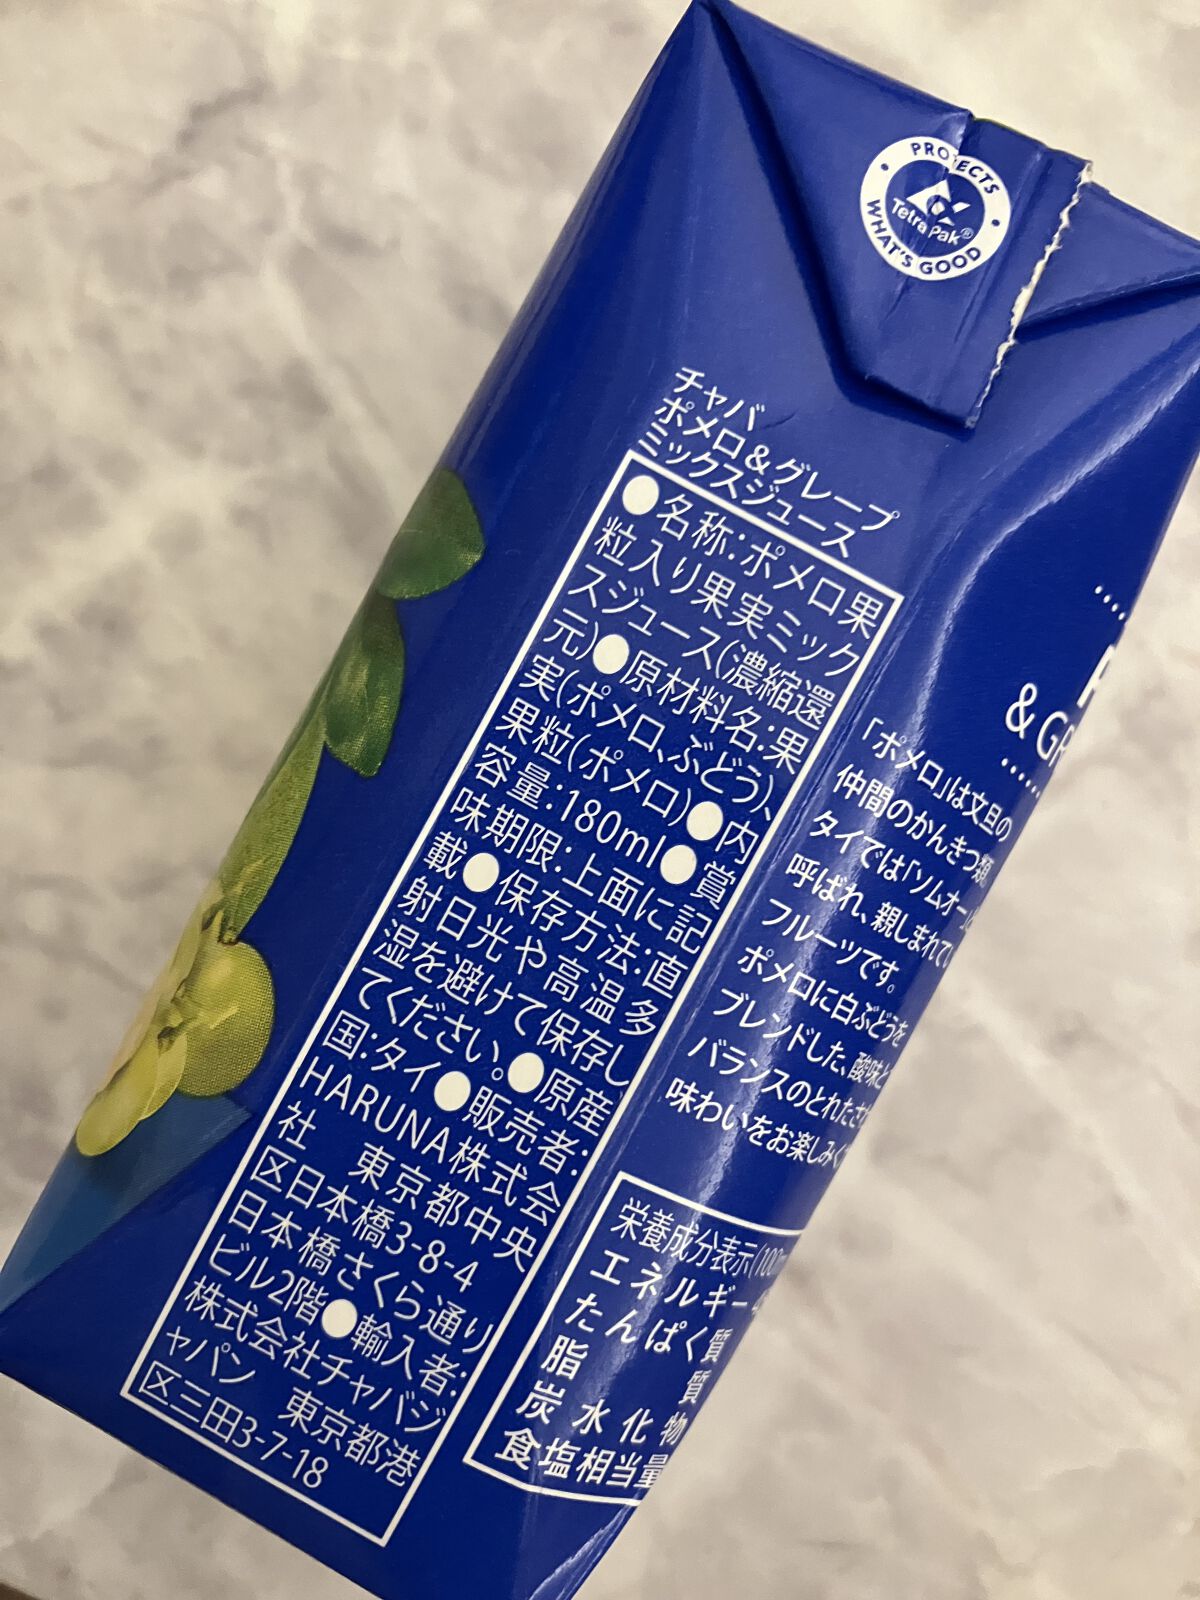 PROTECTS
Tetra Pak®
WHAT'S GOOD
チャバ
ポメロ&グレープ
ミックスジュース
●名称:ポメロ果
粒入り果実ミック
スジュース(濃縮還
元)●原材料名:果
実(ポメロ、ぶどう)、
果粒(ポメロ)●内
容量:180ml●賞
味期限:上面に記
載●保存方法:直
射日光や高温多
湿を避けて保存し
てください。●原産
国:タイ●販売者:
HARUNA株式会
社 東京都中央
区日本橋3-8-4
日本橋さくら通り
ビル2階●輸入者:
株式会社チャバジ
ャパン 東京都港
区三田3-7-18
&
「ポメロ」は文旦の
仲間のかんきつ類。
タイでは「ソムオー」と
呼ばれ、親しまれてい
フルーツです。
ポメロに白ぶどうを
ブレンドした、酸味と
バランスのとれた
味わいをお楽しみく
栄養成分表示
エネルギー
たんぱく質
脂質
炭水化物
食塩相当量